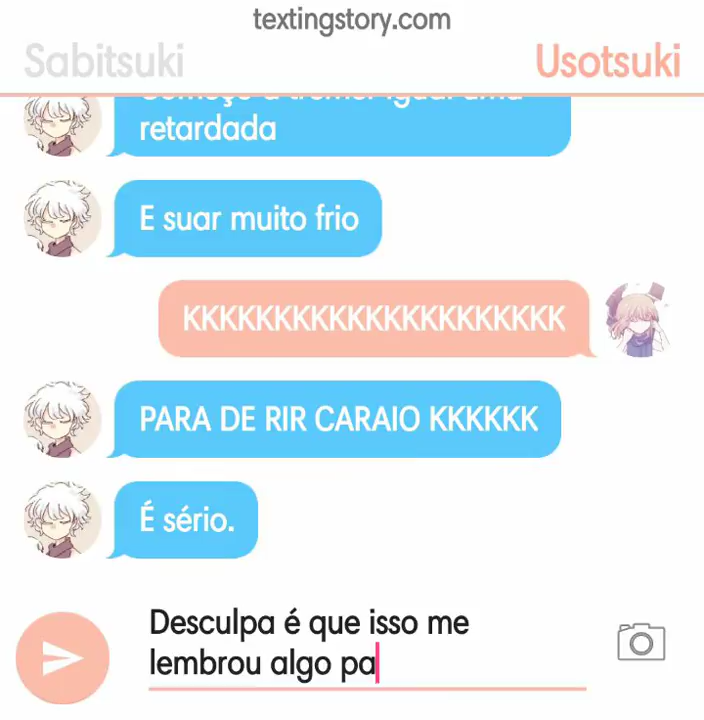 textingstory.com
Sabitsuki Usotsuki
retardada
E suar muito frio
KKKKKKKKKKKKKKKKKKKKK
PARA DE RIR CARAIO KKKKKK
É sério.
Desculpa é que isso me
lembrou algo pa